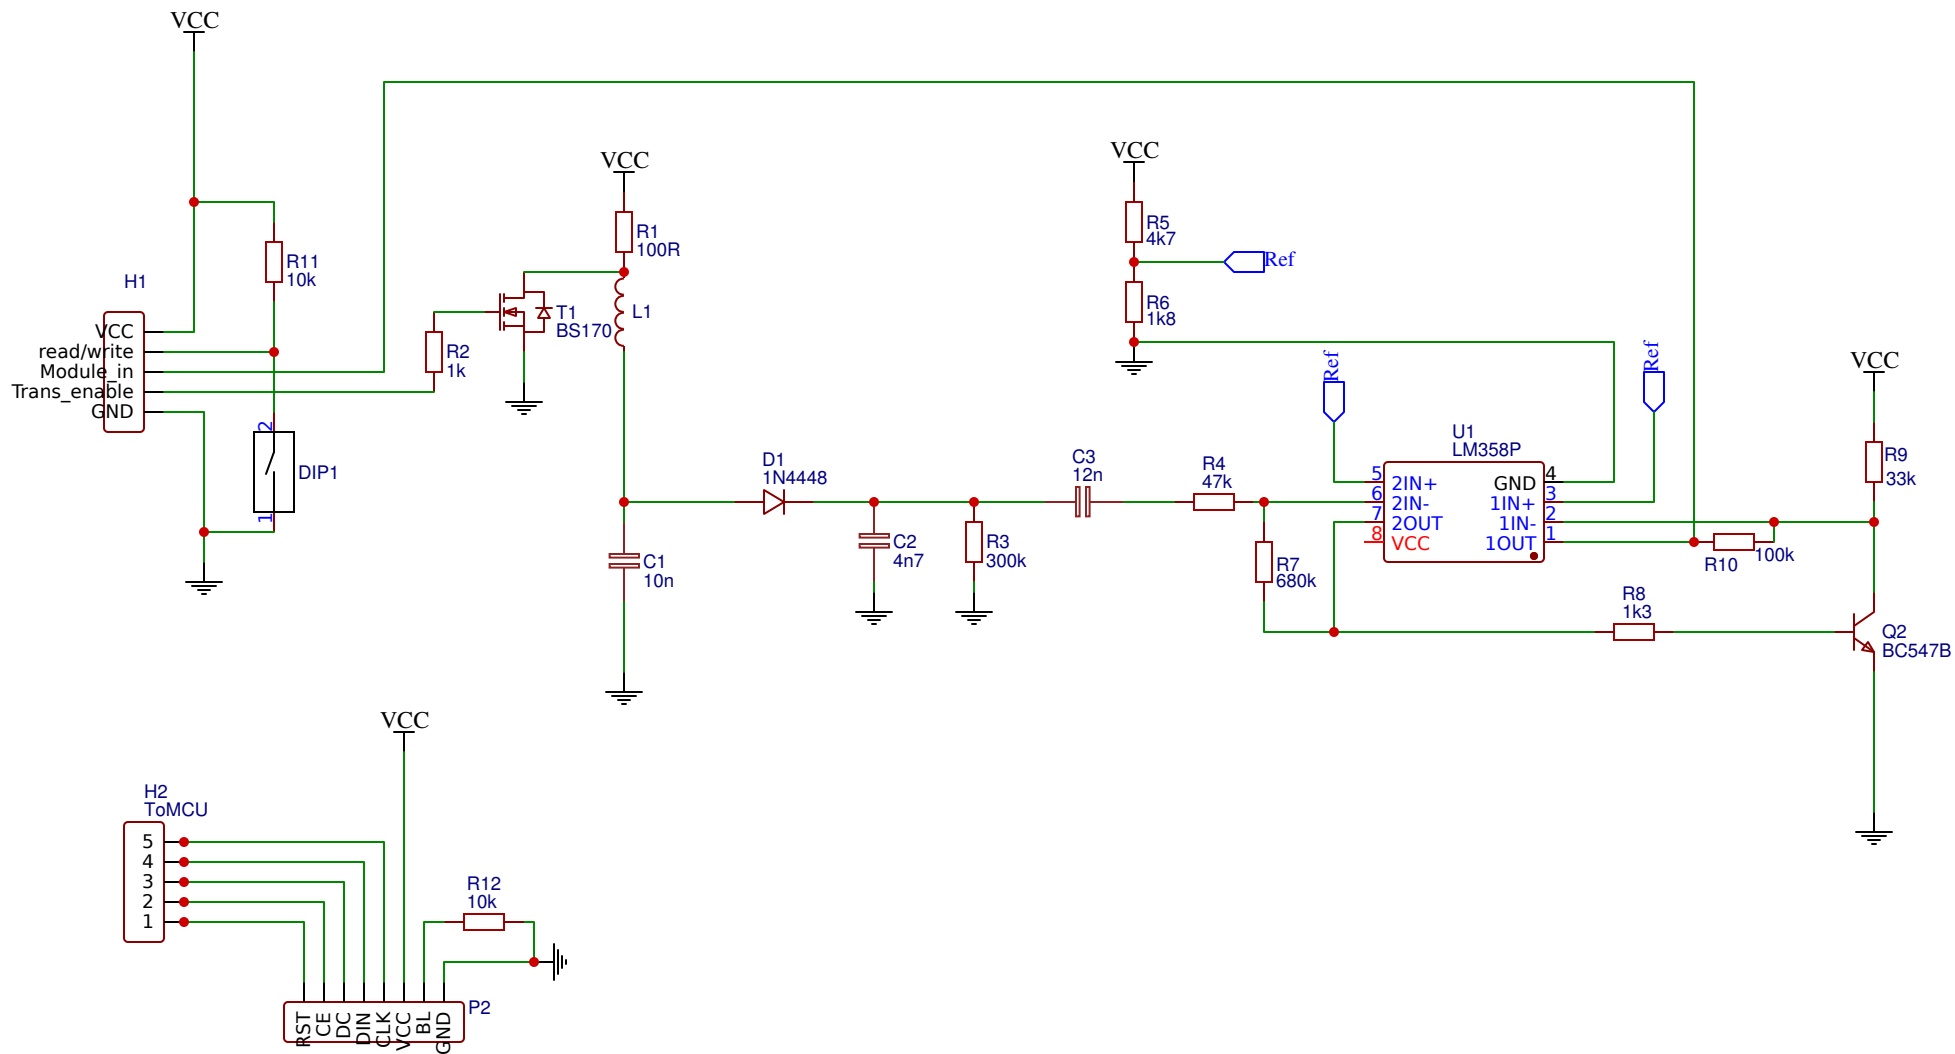 VCC
H1
VCC
read/write
Module_in
Trans_enable
GND
R11
10k
2
1
DIP1
R2
1k
T1
BS170
VCC
R1
100R
L1
C1
10n
D1
1N4448
C2
4n7
R3
300k
C3
12n
R4
47k
VCC
R5
4k7
Ref
R6
1k8
Ref
Ref
U1
LM358P
5
2IN+
6
2IN-
7
2OUT
8
VCC
GND
4
1IN+
3
1IN-
2
1OUT
1
R7
680k
R10
100k
R8
1k3
VCC
R9
33k
Q2
BC547B
VCC
H2
ToMCU
5
4
3
2
1
R12
10k
P2
RST
CE
DC
DIN
CLK
VCC
BL
GND